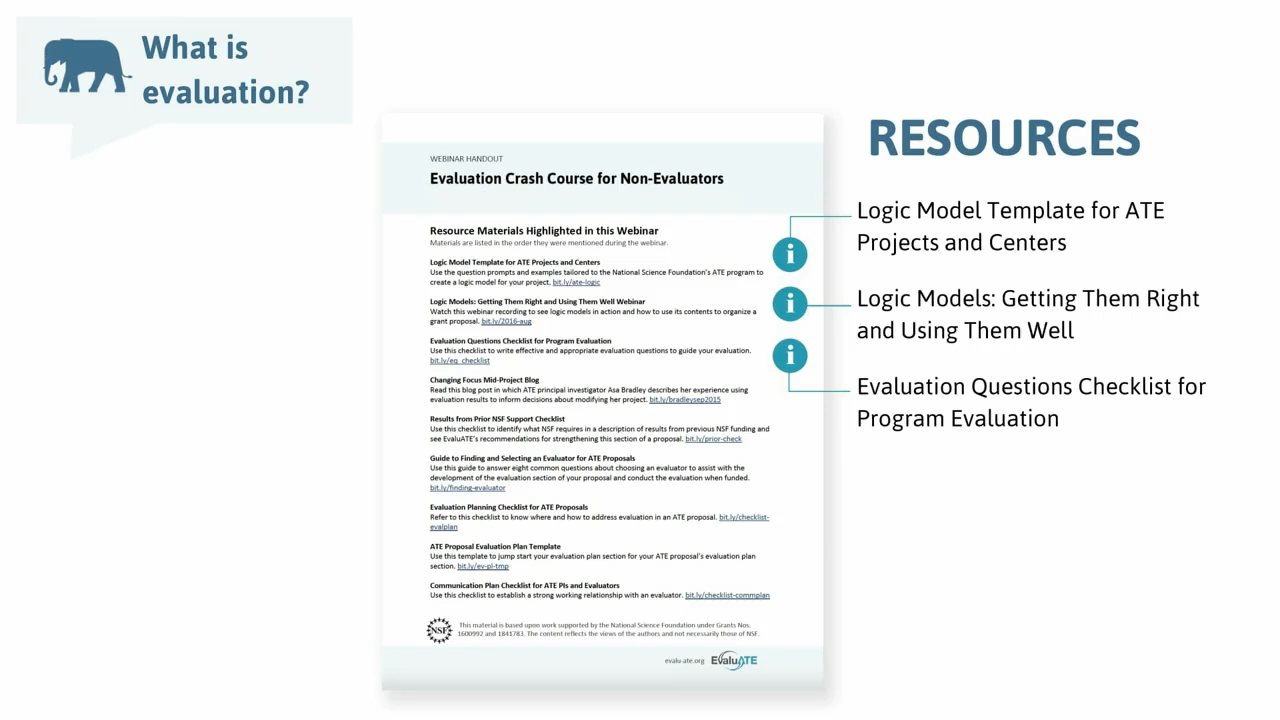 What is
evaluation?
WEBINAR HANDOUT
Evaluation Crash Course for Non-Evaluators
Resource Materials Highlighted in this Webinar
Materials are listed in the order they were mentioned during the webinar.
Logic Model Template for ATE Projects and Centers
Use the question prompts and examples tailored to the National Science Foundation's ATE program to
create a logic model for your project. bit.ly/ate-logic
Logic Models: Getting Them Right and Using Them Well Webinar
Watch this webinar recording to see logic models in action and how to use its contents to organize a
grant proposal. bit.ly/2016-aug
Evaluation Questions Checklist for Program Evaluation
Use this checklist to write effective and appropriate evaluation questions to guide your evaluation.
bit.ly/eq_checklist
Changing Focus Mid-Project Blog
Read this blog post in which ATE principal investigator Asa Bradley describes her experience using
evaluation results to inform decisions about modifying her project. bit.ly/bradleysep2015
Results from Prior NSF Support Checklist
Use this checklist to identify what NSF requires in a description of results from previous NSF funding and
see EvaluATE's recommendations for strengthening this section of a proposal. bit.ly/prior-check
Guide to Finding and Selecting an Evaluator for ATE Proposals
Use this guide to answer eight common questions about choosing an evaluator to assist with the
development of the evaluation section of your proposal and conduct the evaluation when funded.
bit.ly/finding-evaluator
Evaluation Planning Checklist for ATE Proposals
Refer to this checklist to know where and how to address evaluation in an ATE proposal. bit.ly/checklist-
evalplan
ATE Proposal Evaluation Plan Template
Use this template to jump start your evaluation plan section for your ATE proposal's evaluation plan
section. bit.ly/ev-pl-tmp
Communication Plan Checklist for ATE PIs and Evaluators
Use this checklist to establish a strong working relationship with an evaluator. bit.ly/checklist-commplan
NSF
This material is based upon work supported by the National Science Foundation under Grants Nos.
1600992 and 1841783. The content reflects the views of the authors and not necessarily those of NSF.
evalu-ate.org EvaluATE
RESOURCES
Logic Model Template for ATE
Projects and Centers
Logic Models: Getting Them Right
and Using Them Well
Evaluation Questions Checklist for
Program Evaluation